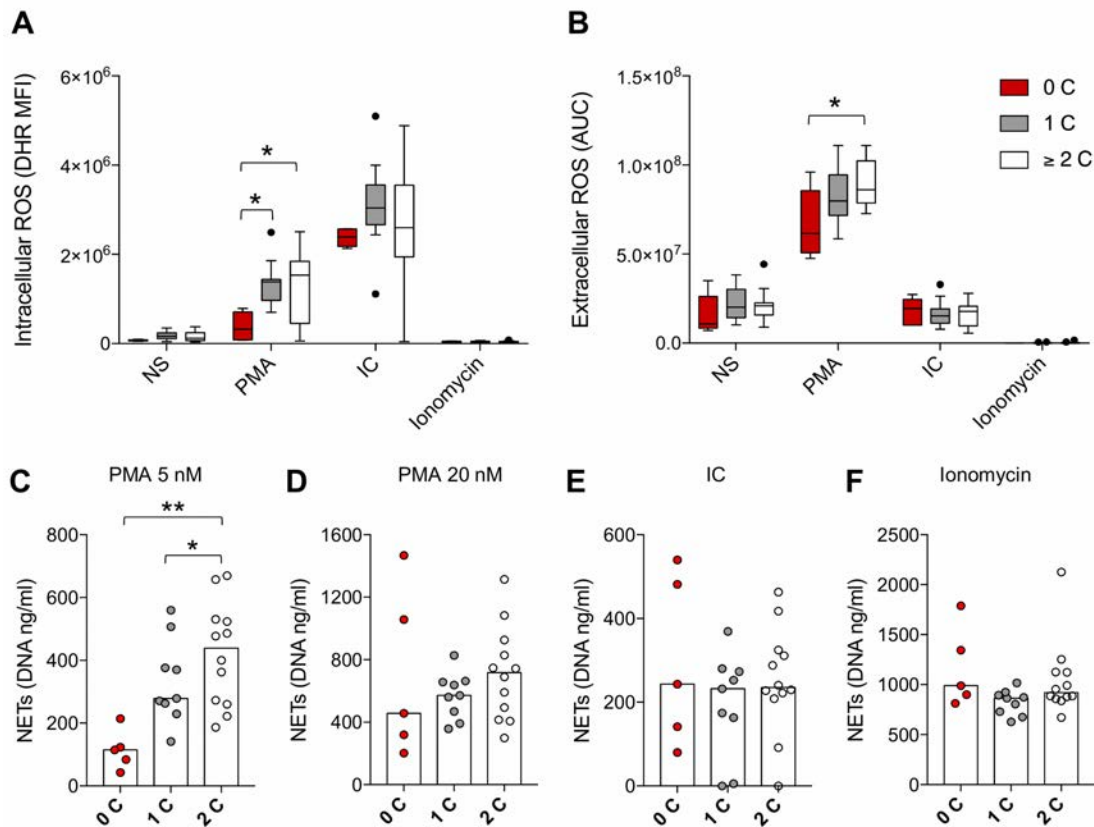 A
Intracellular ROS (DHR MFI)
6×10⁶
4×10⁶
2×10⁶
0
*
*
NS
PMA
IC
Ionomycin
B
Extracellular ROS (AUC)
1.5×10⁸
1.0×10⁸
5.0×10⁷
0.0
*
0 C
1 C
≥ 2 C
NS
PMA
IC
Ionomycin
C
PMA 5 nM
NETs (DNA ng/ml)
800
600
400
200
0
**
*
0 C
1 C
2 C
D
PMA 20 nM
NETs (DNA ng/ml)
1600
1200
800
400
0
0 C
1 C
2 C
E
IC
NETs (DNA ng/ml)
600
400
200
0
0 C
1 C
2 C
F
Ionomycin
NETs (DNA ng/ml)
2500
2000
1500
1000
500
0
0 C
1 C
2 C